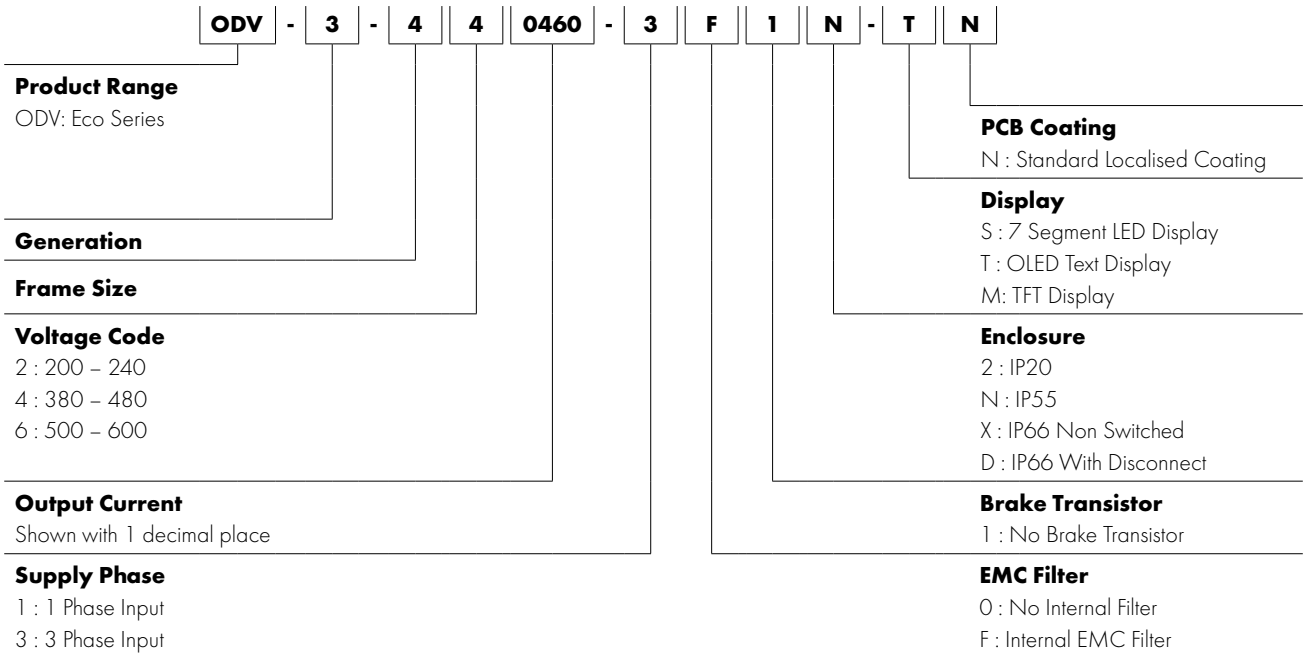 ODV - 3 - 4 4 0460 - 3 F 1 N - T N
Product Range
ODV: Eco Series
Generation
Frame Size
Voltage Code
2 : 200 – 240
4 : 380 – 480
6 : 500 – 600
Output Current
Shown with 1 decimal place
Supply Phase
1 : 1 Phase Input
3 : 3 Phase Input
PCB Coating
N : Standard Localised Coating
Display
S : 7 Segment LED Display
T : OLED Text Display
M: TFT Display
Enclosure
2 : IP20
N : IP55
X : IP66 Non Switched
D : IP66 With Disconnect
Brake Transistor
1 : No Brake Transistor
EMC Filter
0 : No Internal Filter
F : Internal EMC Filter